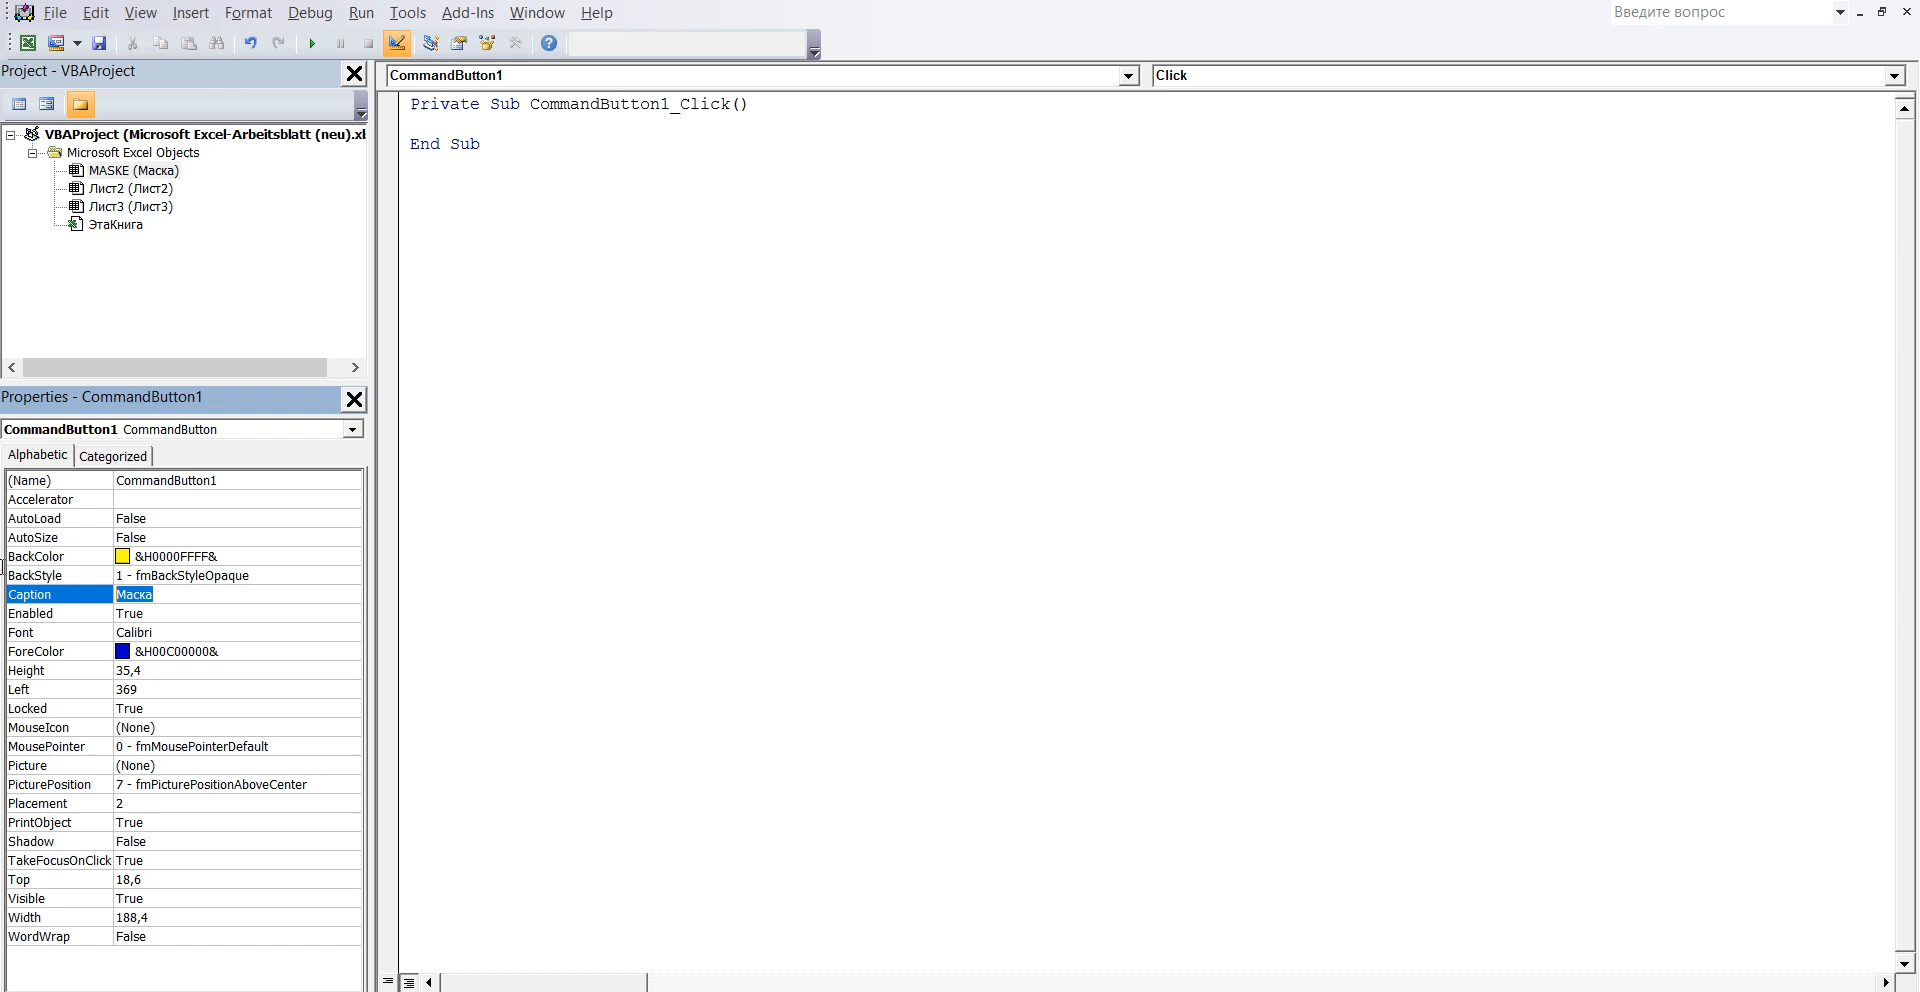 File Edit View Insert Format Debug Run Tools Add-Ins Window Help
Введите вопрос
Project - VBAProject
VBAProject (Microsoft Excel-Arbeitsblatt (neu).xl
Microsoft Excel Objects
MASKE (Маска)
Лист2 (Лист2)
Лист3 (Лист3)
ЭтаКнига
Properties - CommandButton1
CommandButton1 CommandButton
Alphabetic Categorized
(Name) CommandButton1
Accelerator
AutoLoad False
AutoSize False
BackColor &H0000FFFF&
BackStyle 1 - fmBackStyleOpaque
Caption Маска
Enabled True
Font Calibri
ForeColor &H00C00000&
Height 35,4
Left 369
Locked True
MouseIcon (None)
MousePointer 0 - fmMousePointerDefault
Picture (None)
PicturePosition 7 - fmPicturePositionAboveCenter
Placement 2
PrintObject True
Shadow False
TakeFocusOnClick True
Top 18,6
Visible True
Width 188,4
WordWrap False
CommandButton1
Click
Private Sub CommandButton1_Click()
End Sub